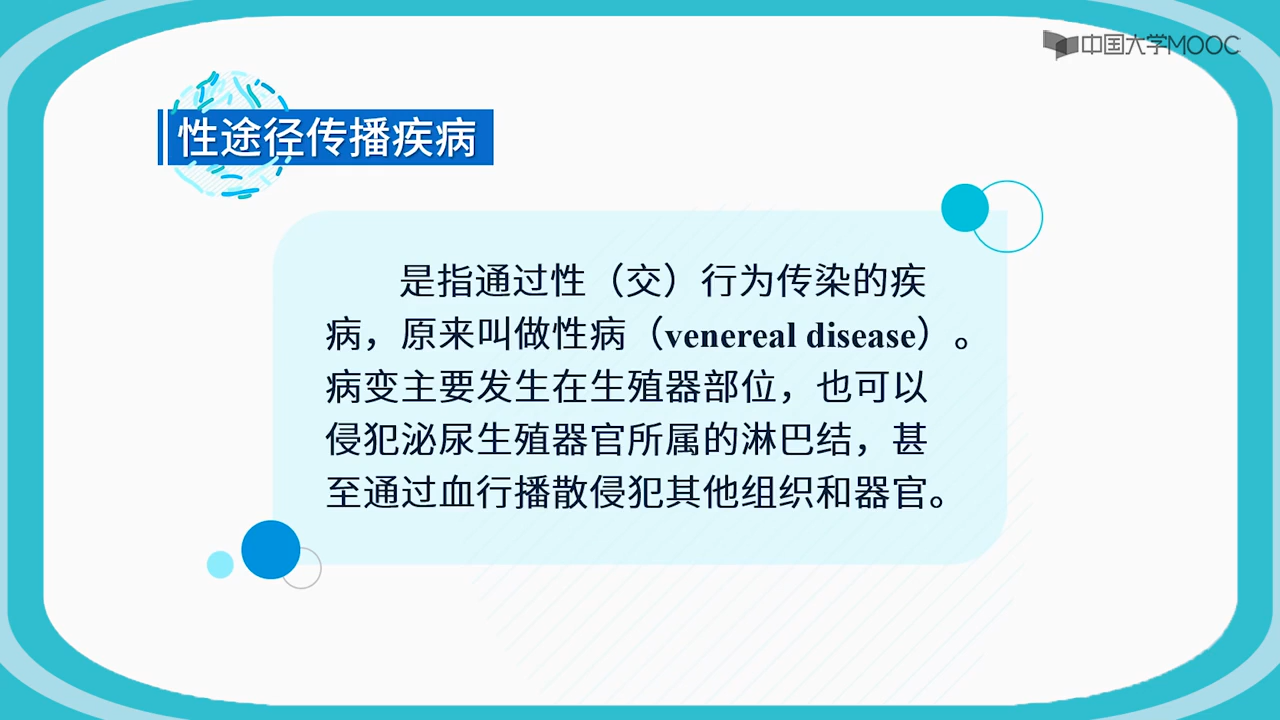 中国大学MOOC
性途径传播疾病
是指通过性（交）行为传染的疾
病，原来叫做性病（venereal disease）。
病变主要发生在生殖器部位，也可以
侵犯泌尿生殖器官所属的淋巴结，甚
至通过血行播散侵犯其他组织和器官。